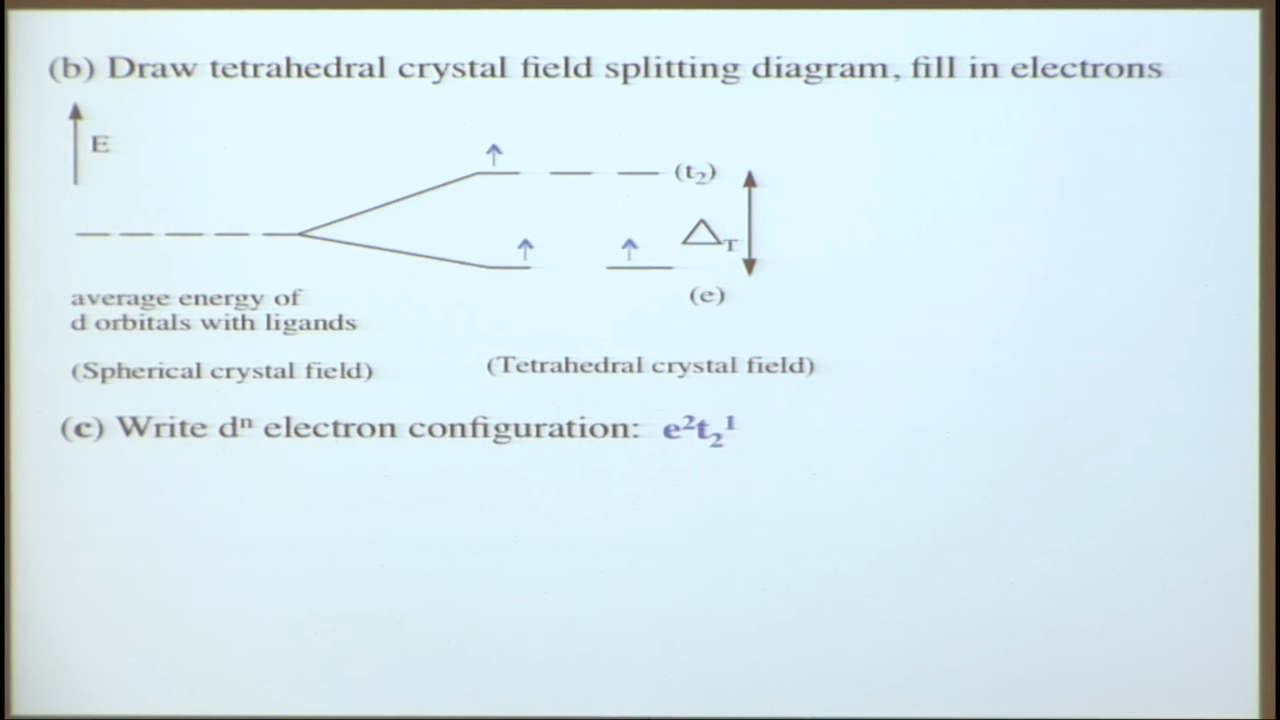 (b) Draw tetrahedral crystal field splitting diagram, fill in electrons
E
(t₂)
Δ_T
(e)
average energy of
d orbitals with ligands
(Spherical crystal field)
(Tetrahedral crystal field)
(c) Write dⁿ electron configuration: e²t₂¹